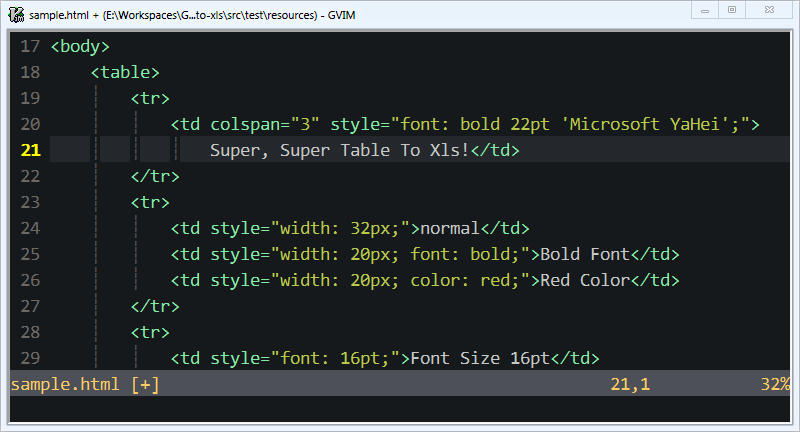 sample.html + (E:\Workspaces\G...to-xls\src\test\resources) - GVIM
17 <body>
18     <table>
19         <tr>
20             <td colspan="3" style="font: bold 22pt 'Microsoft YaHei';">
21                 Super, Super Table To Xls!</td>
22         </tr>
23         <tr>
24             <td style="width: 32px;">normal</td>
25             <td style="width: 20px; font: bold;">Bold Font</td>
26             <td style="width: 20px; color: red;">Red Color</td>
27         </tr>
28         <tr>
29             <td style="font: 16pt;">Font Size 16pt</td>
sample.html [+] 21,1 32%